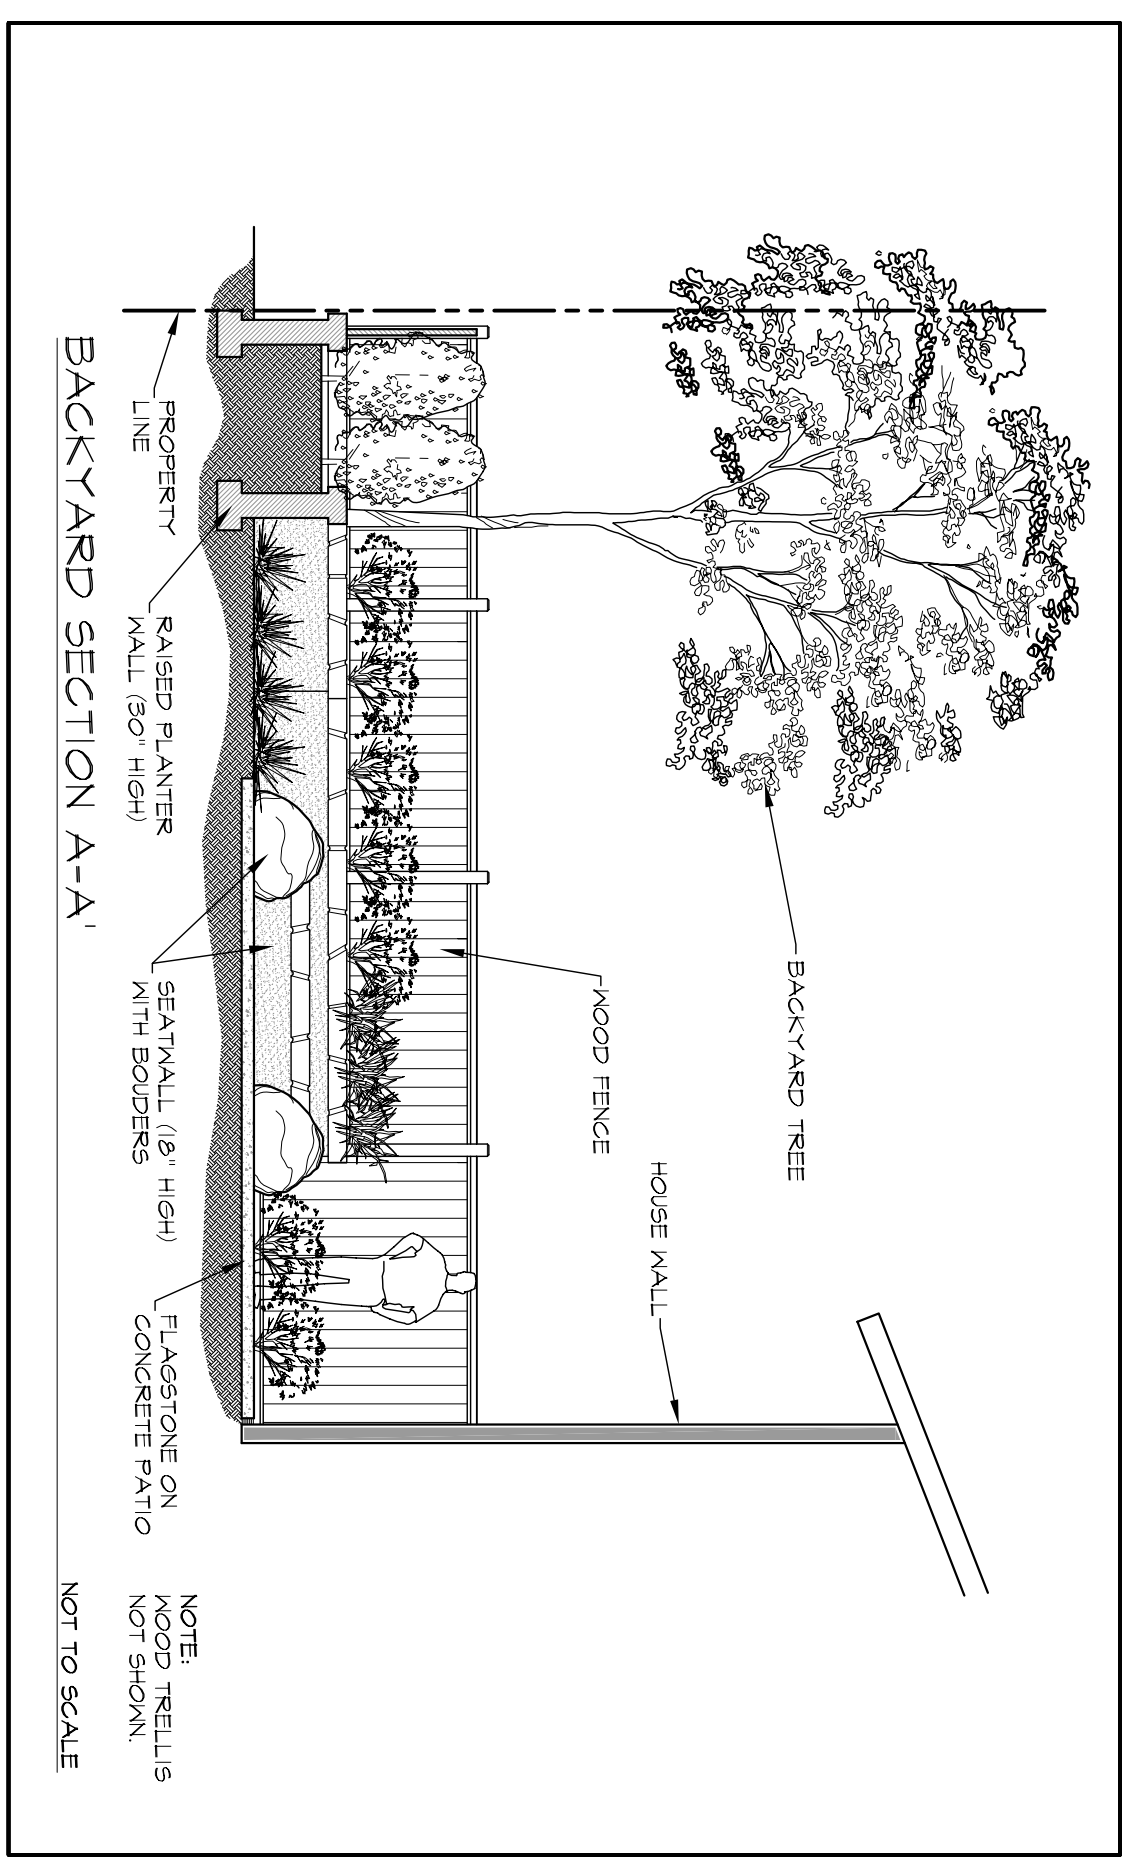 BACKYARD TREE
WOOD FENCE
HOUSE WALL
PROPERTY
LINE
RAISED PLANTER
WALL (30" HIGH)
SEATWALL (18" HIGH)
WITH BOUDERS
FLAGSTONE ON
CONCRETE PATIO
NOTE:
WOOD TRELLIS
NOT SHOWN.
BACKYARD SECTION A-A'
NOT TO SCALE